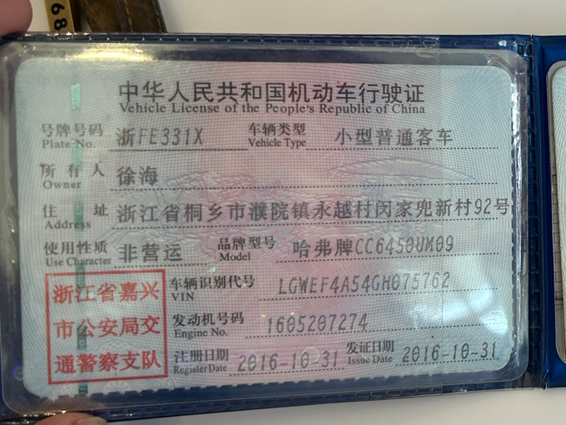 89
中华人民共和国机动车行驶证
Vehicle License of the People's Republic of China
号牌号码 Plate No. 浙FE331X 车辆类型 Vehicle Type 小型普通客车
所有人 Owner 徐海
住址 Address 浙江省桐乡市濮院镇永越村闵家兜新村92号
使用性质 Use Character 非营运 品牌型号 Model 哈弗牌CC6450UM09
浙江省嘉兴
市公安局交
通警察支队
车辆识别代号 VIN LGWEF4A54GH075762
发动机号码 Engine No. 1605207274
注册日期 Register Date 2016-10-31 发证日期 Issue Date 2016-10-31